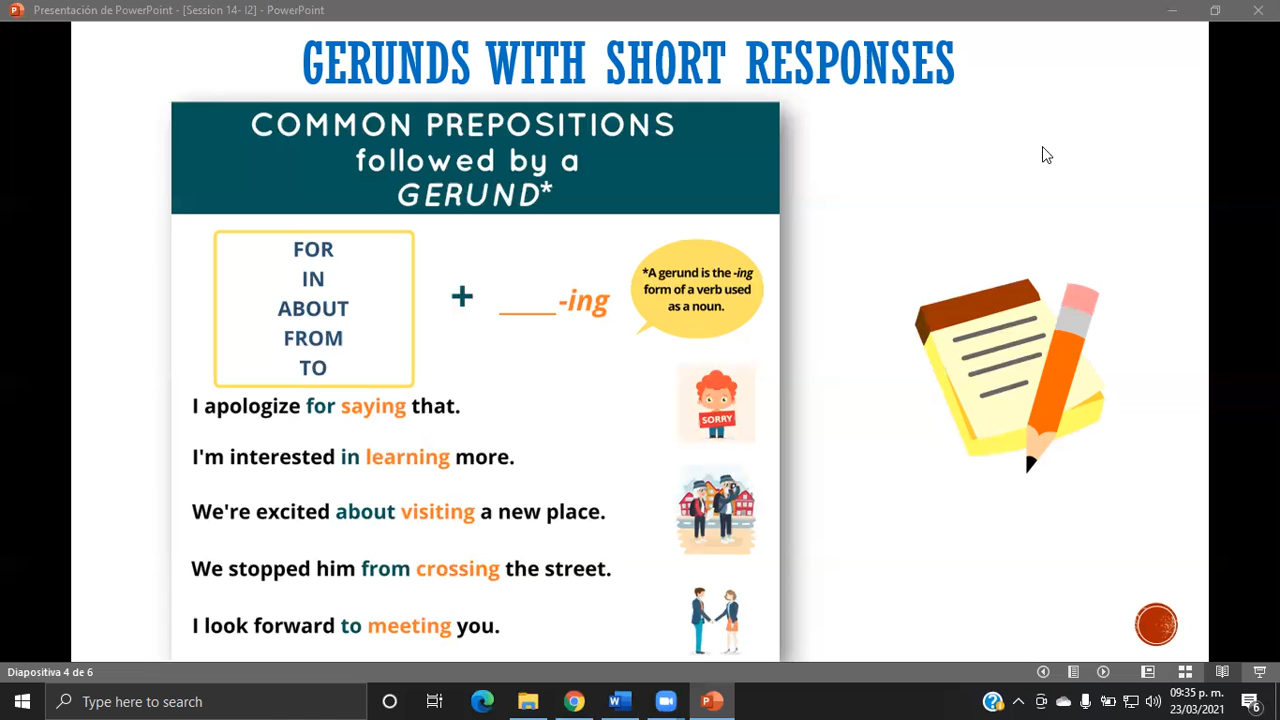 Presentación de PowerPoint - [Session 14- I2] - PowerPoint
GERUNDS WITH SHORT RESPONSES
COMMON PREPOSITIONS
followed by a
GERUND*
FOR
IN
ABOUT
FROM
TO
+ ____-ing
*A gerund is the -ing
form of a verb used
as a noun.
I apologize for saying that.
SORRY
I'm interested in learning more.
We're excited about visiting a new place.
We stopped him from crossing the street.
I look forward to meeting you.
Diapositiva 4 de 6
Type here to search
09:35 p. m.
23/03/2021
6